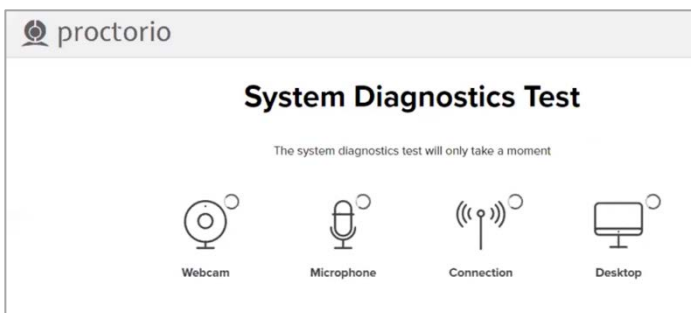 proctorio
System Diagnostics Test
The system diagnostics test will only take a moment
Webcam Microphone Connection Desktop